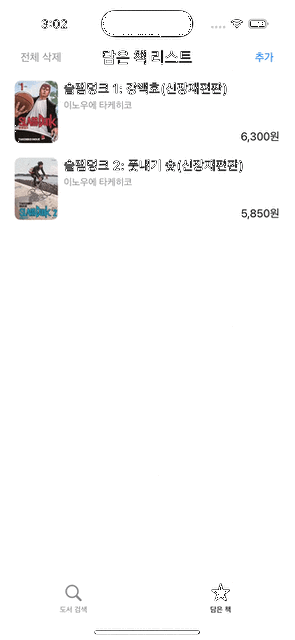 3:02
전체 삭제
담은 책 리스트
추가
슬램덩크 1: 강백호(신장재편판)
이노우에 타케히코
6,300원
슬램덩크 2: 풋내기 슛(신장재편판)
이노우에 타케히코
5,850원
도서 검색
담은 책